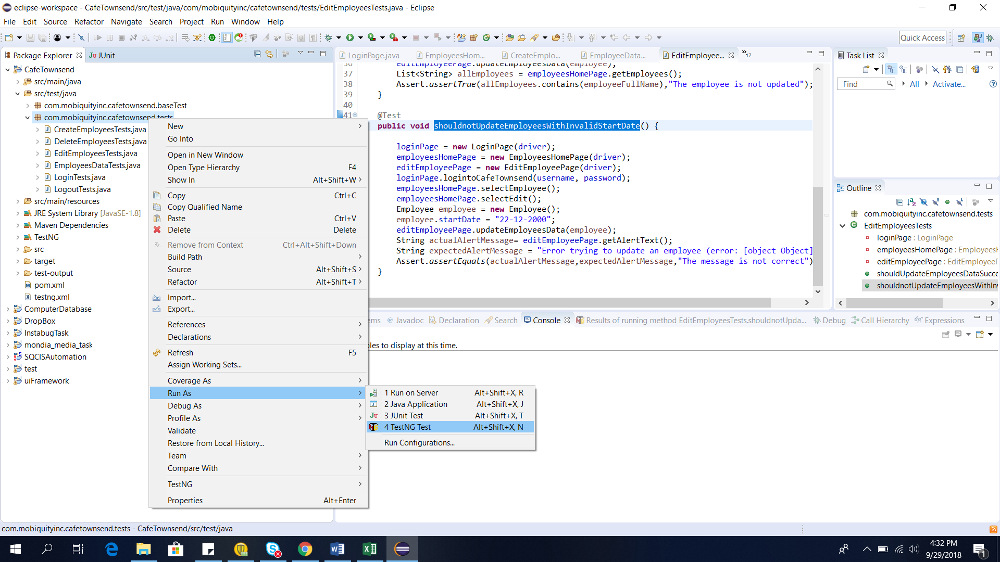 eclipse-workspace - CafeTownsend/src/test/java/com/mobiquityinc/cafetownsend/tests/EditEmployeesTests.java - Eclipse
File Edit Source Refactor Navigate Search Project Run Window Help
Quick Access
Package Explorer JUnit
CafeTownsend
src/main/java
src/test/java
com.mobiquityinc.cafetownsend.baseTest
com.mobiquityinc.cafetownsend.tests
CreateEmployeesTests.java
DeleteEmployeesTests.java
EditEmployeesTests.java
EmployeesDataTests.java
LoginTests.java
LogoutTests.java
src/main/resources
JRE System Library [JavaSE-1.8]
Maven Dependencies
TestNG
src
target
test-output
pom.xml
testng.xml
ComputerDatabase
DropBox
InstabugTask
mondia_media_task
SQCISAutomation
test
uiFramework
New
Go Into
Open in New Window
Open Type Hierarchy F4
Show In Alt+Shift+W
Copy Ctrl+C
Copy Qualified Name
Paste Ctrl+V
Delete Delete
Remove from Context Ctrl+Alt+Shift+Down
Build Path
Source Alt+Shift+S
Refactor Alt+Shift+T
Import...
Export...
References
Declarations
Refresh F5
Assign Working Sets...
Coverage As
Run As
Debug As
Profile As
Validate
Restore from Local History...
Team
Compare With
TestNG
Properties Alt+Enter
1 Run on Server Alt+Shift+X, R
2 Java Application Alt+Shift+X, J
3 JUnit Test Alt+Shift+X, T
4 TestNG Test Alt+Shift+X, N
Run Configurations...
LoginPage.java EmployeesHom... CreateEmplo... EmployeeData... EditEmployee... »17
36 editEmployeePage.updateEmployeesData(employee);
37 List<String> allEmployees = employeesHomePage.getEmployees();
38 Assert.assertTrue(allEmployees.contains(employeeFullName),"The employee is not updated");
39 }
40
41 @Test
public void shouldnotUpdateEmployeesWithInvalidStartDate() {
loginPage = new LoginPage(driver);
employeesHomePage = new EmployeesHomePage(driver);
editEmployeePage = new EditEmployeePage(driver);
loginPage.logintoCafeTownsend(username, password);
employeesHomePage.selectEmployee();
employeesHomePage.selectEdit();
Employee employee = new Employee();
employee.startDate = "22-12-2000";
editEmployeePage.updateEmployeesData(employee);
String actualAlertMessage= editEmployeePage.getAlertText();
String expectedAlertMessage = "Error trying to update an employee (error: [object Object]
Assert.assertEquals(actualAlertMessage,expectedAlertMessage,"The message is not correct")
}
Javadoc Declaration Search Console Results of running method EditEmployeesTests.shouldnotUpda... Debug Call Hierarchy Expressions
to display at this time.
Task List
Find All Activate...
Outline
com.mobiquityinc.cafetownsend.tests
EditEmployeesTests
loginPage : LoginPage
employeesHomePage : Employees
editEmployeePage : EditEmployeeP
shouldUpdateEmployeesDataSucce
shouldnotUpdateEmployeesWithIn
com.mobiquityinc.cafetownsend.tests - CafeTownsend/src/test/java
4:32 PM
9/29/2018
1